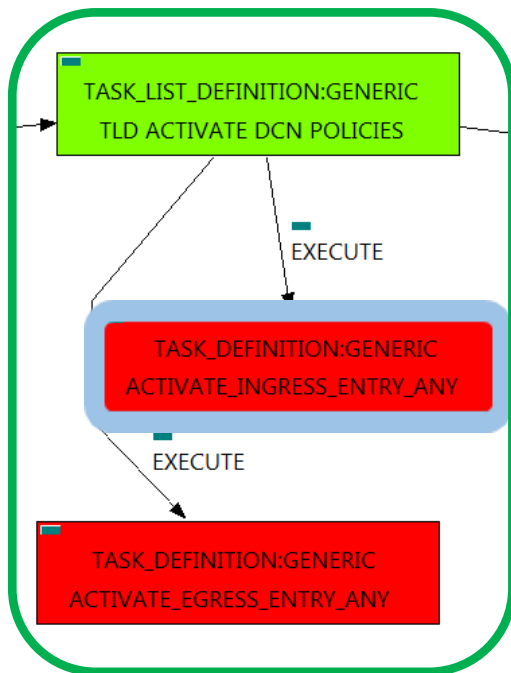 TASK_LIST_DEFINITION:GENERIC
TLD ACTIVATE DCN POLICIES
EXECUTE
TASK_DEFINITION:GENERIC
ACTIVATE_INGRESS_ENTRY_ANY
EXECUTE
TASK_DEFINITION:GENERIC
ACTIVATE_EGRESS_ENTRY_ANY